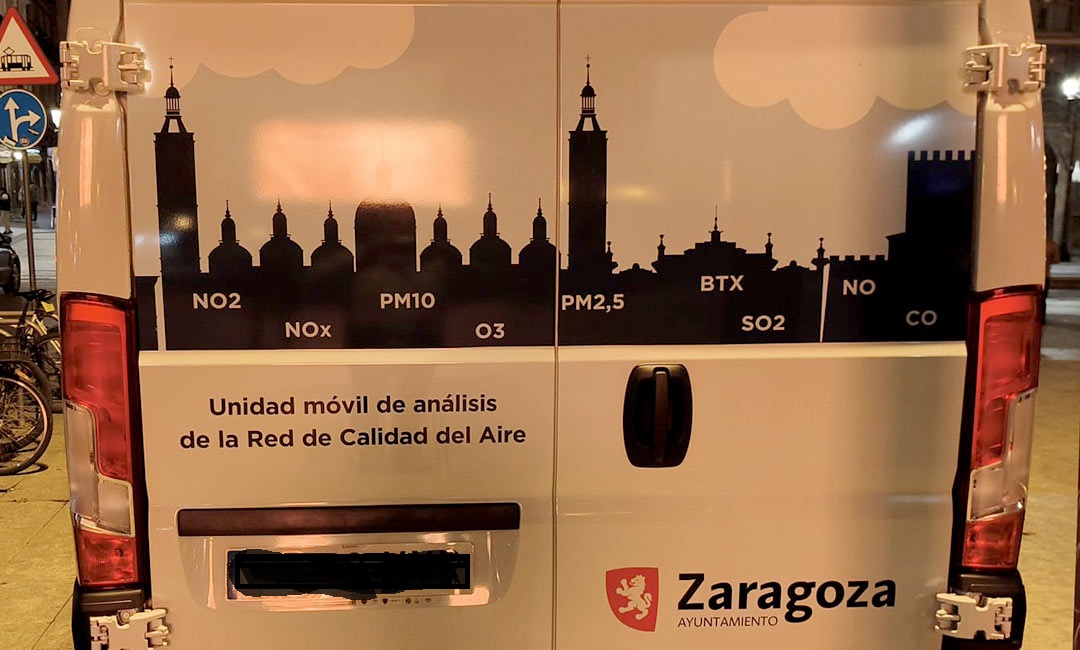 NO2
NOx
PM10
O3
PM2,5
BTX
SO2
NO
CO
Unidad móvil de análisis
de la Red de Calidad del Aire
Zaragoza
AYUNTAMIENTO